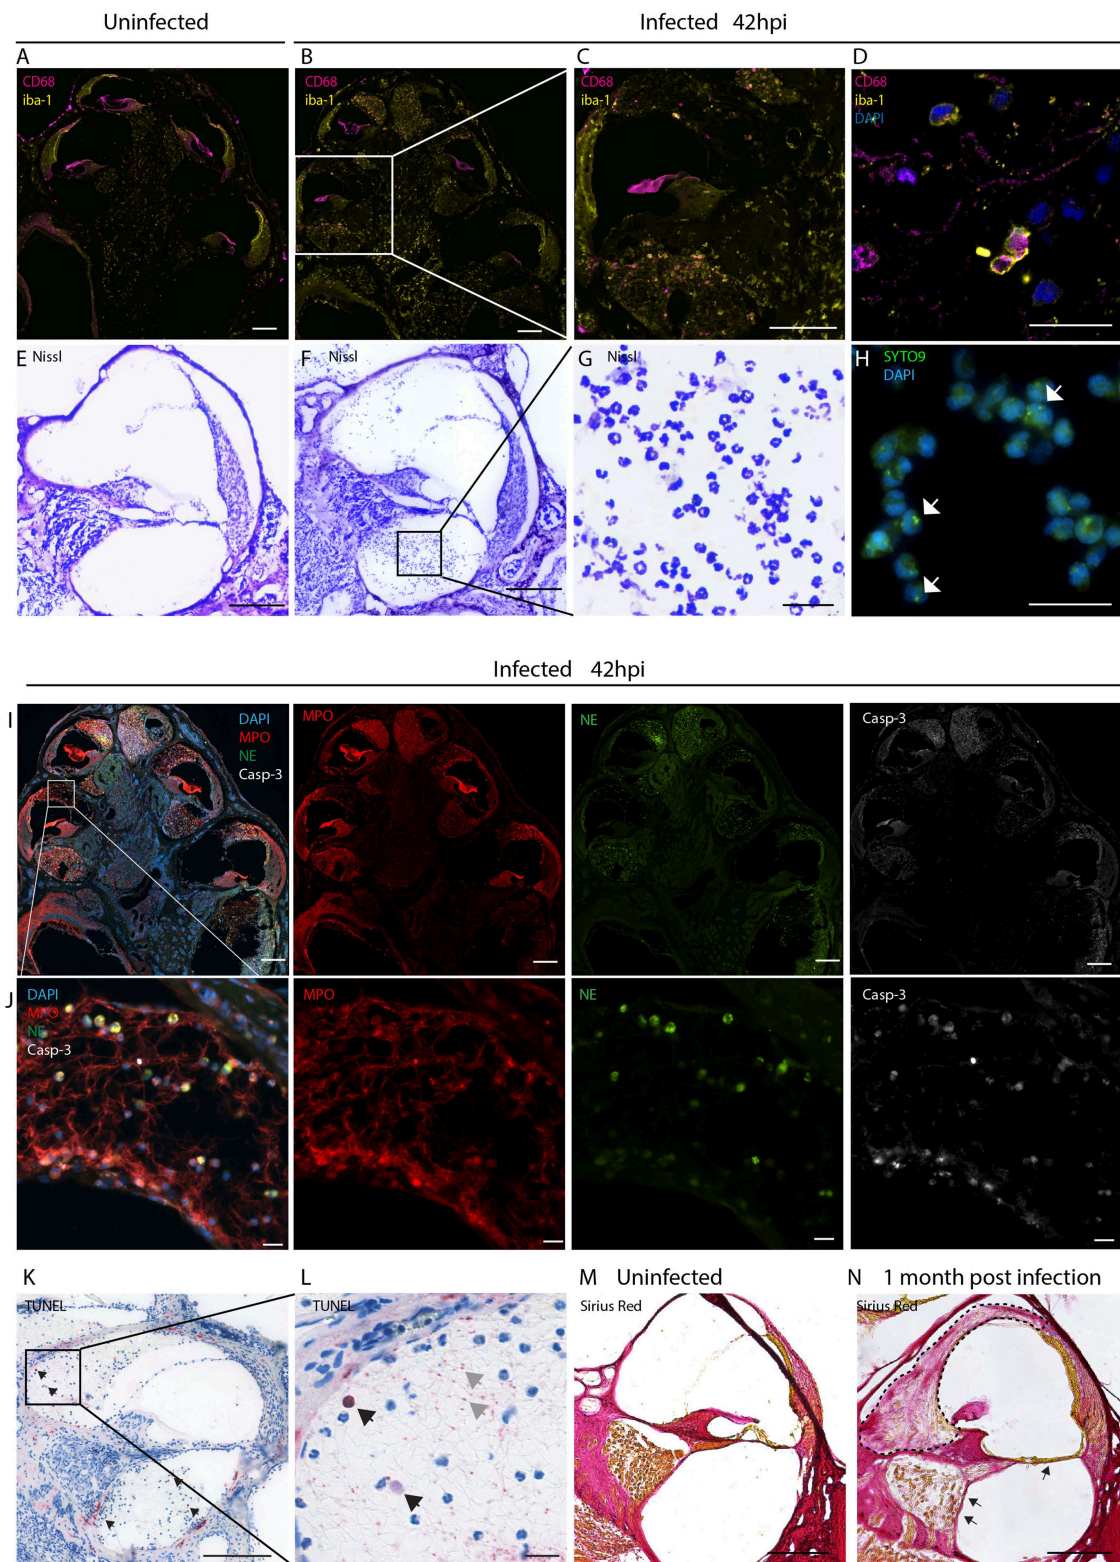 Uninfected
Infected 42hpi
A
CD68
iba-1
B
CD68
iba-1
C
CD68
iba-1
D
CD68
iba-1
DAPI
E Nissl
F Nissl
G Nissl
H SYTO9
DAPI
Infected 42hpi
I
DAPI
MPO
NE
Casp-3
MPO
NE
Casp-3
J
DAPI
MPO
NE
Casp-3
MPO
NE
Casp-3
K
TUNEL
L
TUNEL
M Uninfected
Sirius Red
N 1 month post infection
Sirius Red